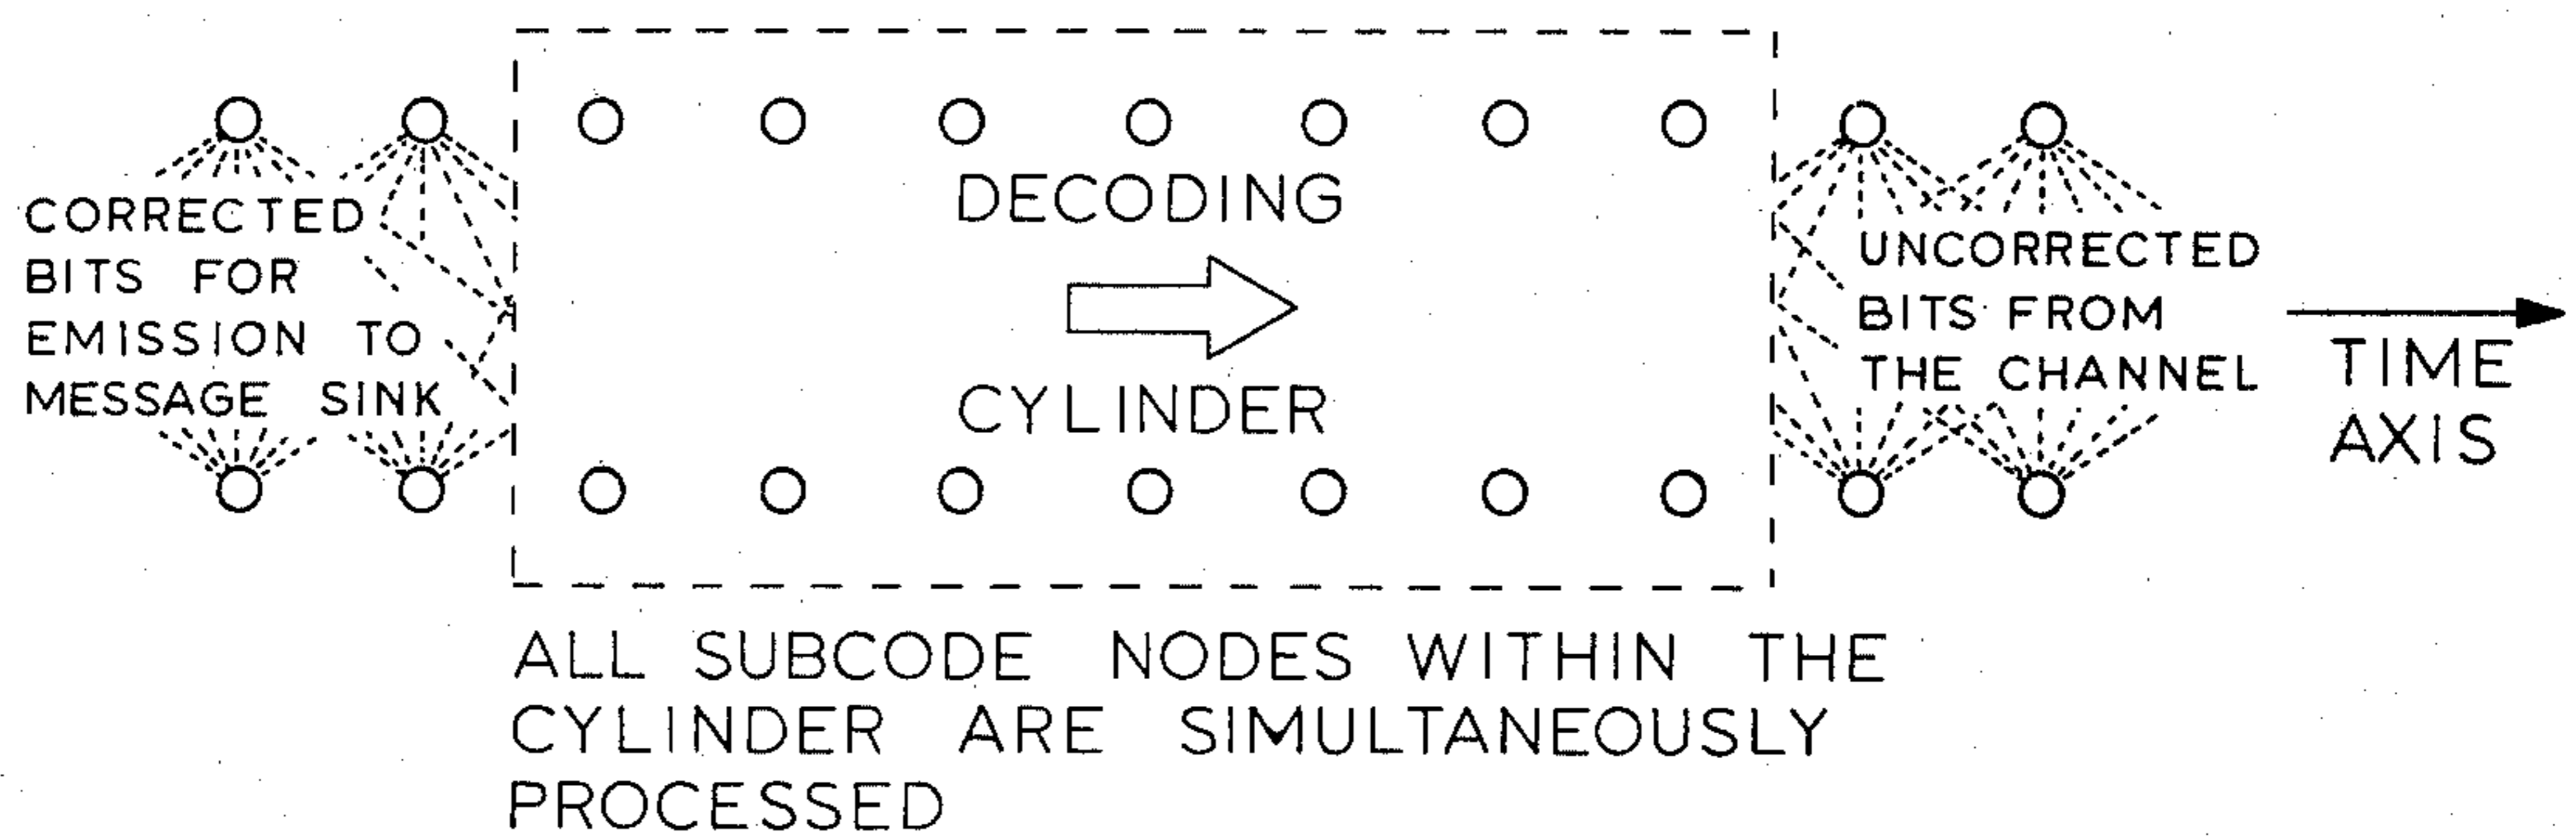 CORRECTED
BITS FOR
EMISSION TO
MESSAGE SINK
DECODING
CYLINDER
UNCORRECTED
BITS FROM
THE CHANNEL
TIME
AXIS
ALL SUBCODE NODES WITHIN THE
CYLINDER ARE SIMULTANEOUSLY
PROCESSED